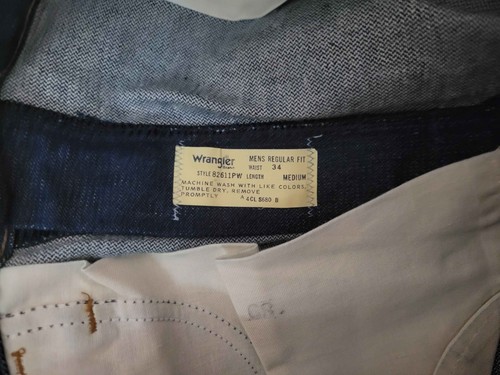 Wrangler MENS REGULAR FIT
WAIST 34
STYLE 82611PW LENGTH MEDIUM
MACHINE WASH WITH LIKE COLORS,
TUMBLE DRY, REMOVE
PROMPTLY A 4CL $680 B